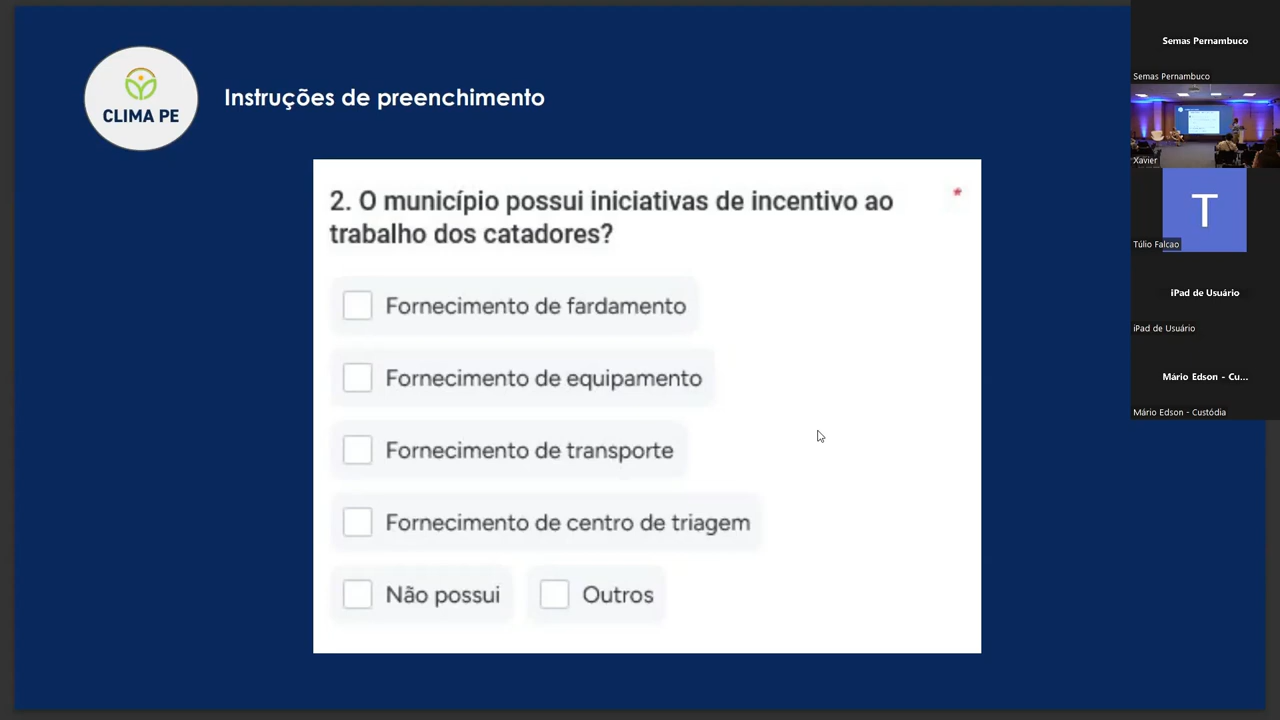 CLIMA PE
Instruções de preenchimento
2. O município possui iniciativas de incentivo ao *
trabalho dos catadores?
Fornecimento de fardamento
Fornecimento de equipamento
Fornecimento de transporte
Fornecimento de centro de triagem
Não possui
Outros
Semas Pernambuco
Semas Pernambuco
Xavier
T
Túlio Falcao
iPad de Usuário
iPad de Usuário
Mário Edson - Cu...
Mário Edson - Custódia